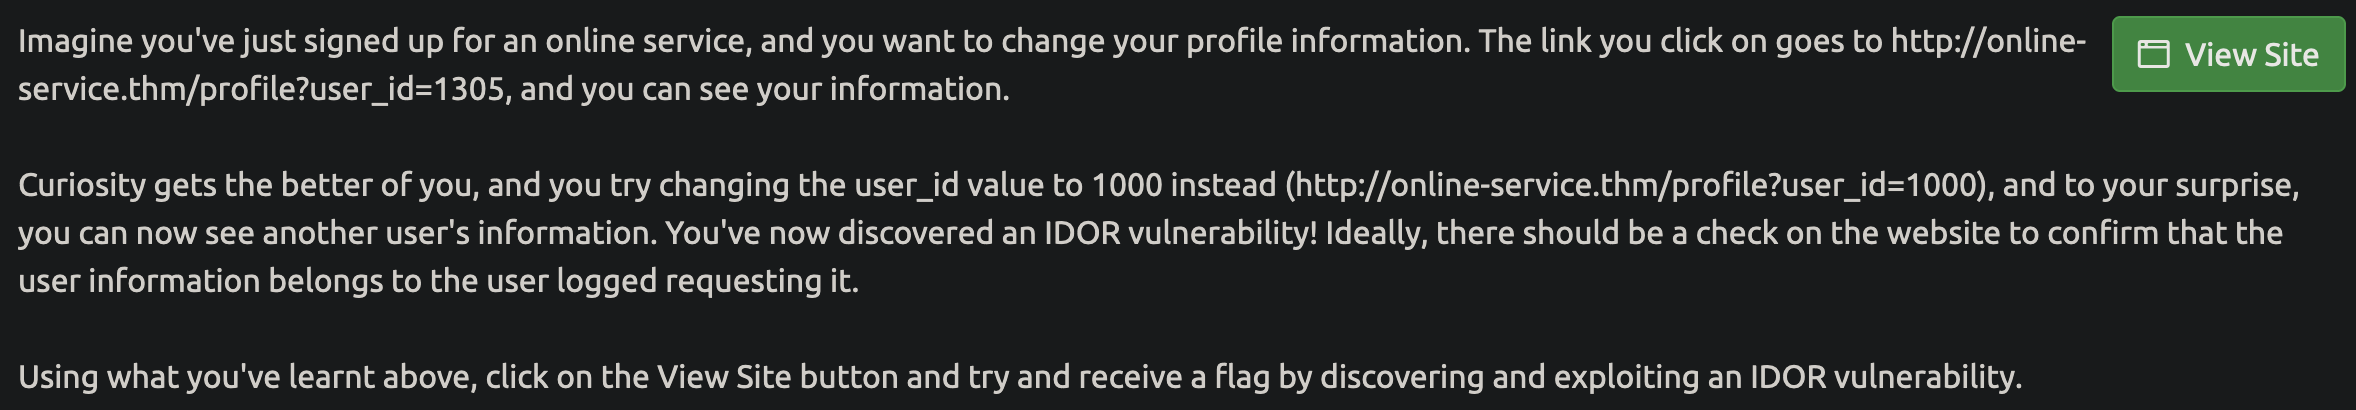 Imagine you've just signed up for an online service, and you want to change your profile information. The link you click on goes to http://online-
service.thm/profile?user_id=1305, and you can see your information.
View Site
Curiosity gets the better of you, and you try changing the user_id value to 1000 instead (http://online-service.thm/profile?user_id=1000), and to your surprise,
you can now see another user's information. You've now discovered an IDOR vulnerability! Ideally, there should be a check on the website to confirm that the
user information belongs to the user logged requesting it.
Using what you've learnt above, click on the View Site button and try and receive a flag by discovering and exploiting an IDOR vulnerability.